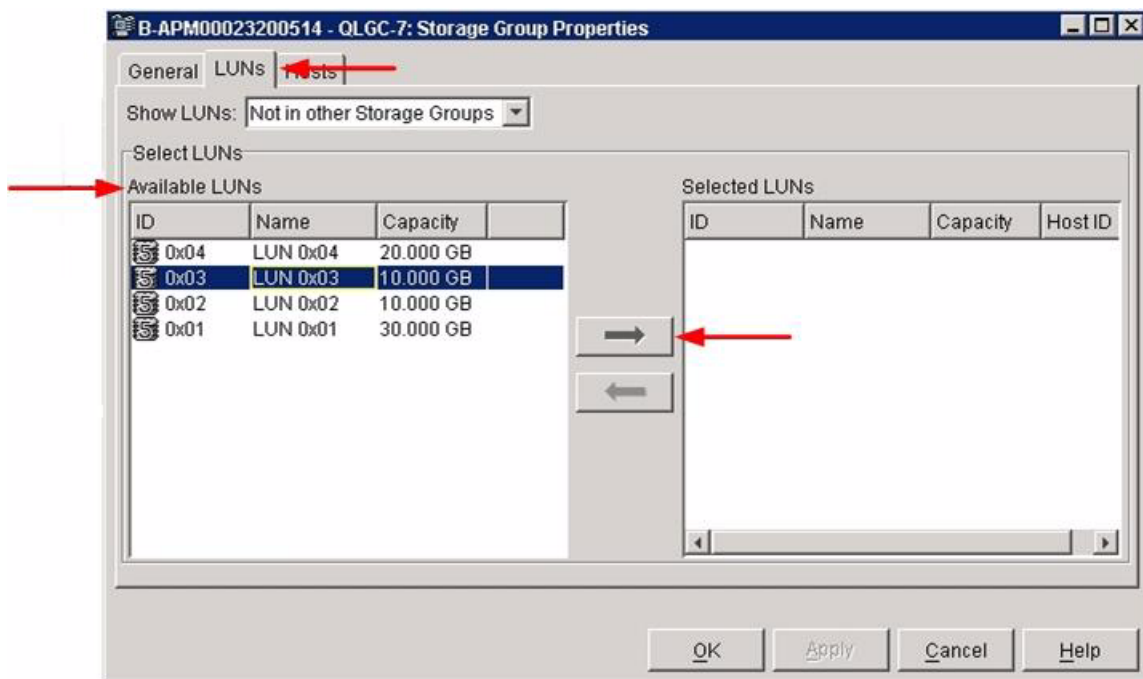 B-APM00023200514 - QLGC-7: Storage Group Properties
General LUNs Hosts
Show LUNs: Not in other Storage Groups
Select LUNs
Available LUNs
ID Name Capacity
0x04 LUN 0x04 20.000 GB
0x03 LUN 0x03 10.000 GB
0x02 LUN 0x02 10.000 GB
0x01 LUN 0x01 30.000 GB
Selected LUNs
ID Name Capacity Host ID
OK Apply Cancel Help